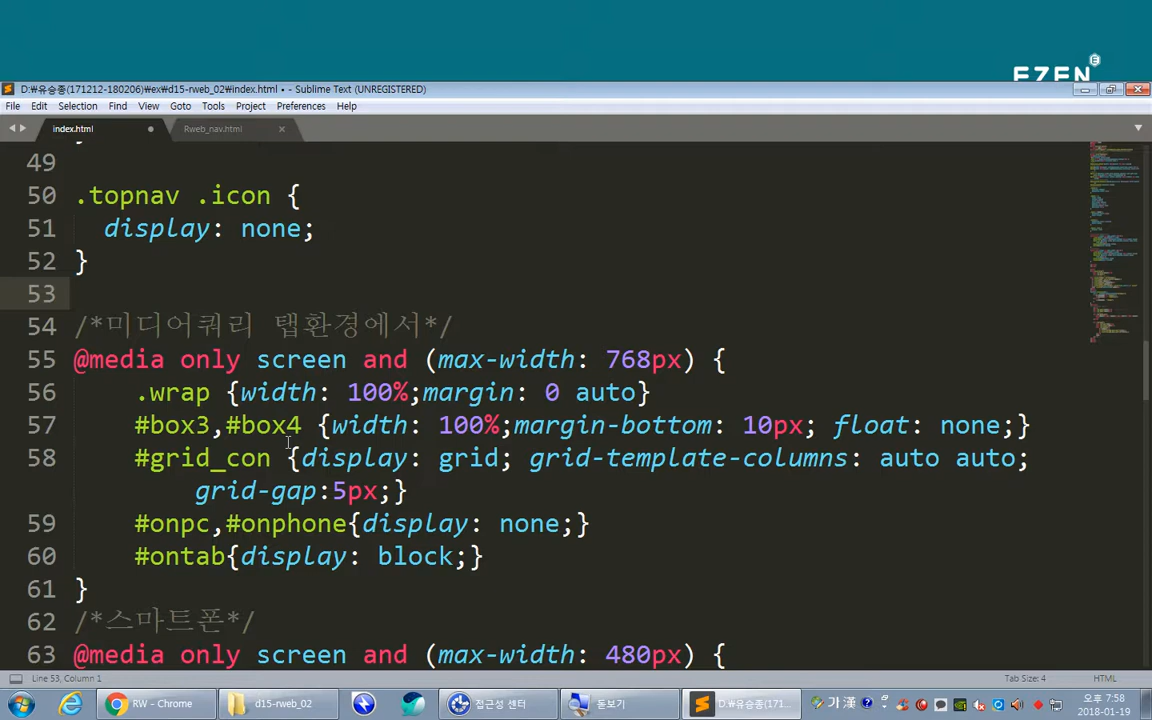 EZEN
D:₩유승종(171212-180206)₩ex₩d15-rweb_02₩index.html • - Sublime Text (UNREGISTERED)
File Edit Selection Find View Goto Tools Project Preferences Help
index.html Rweb_nav.html
49
50 .topnav .icon {
51 display: none;
52 }
53
54 /*미디어쿼리 탭환경에서*/
55 @media only screen and (max-width: 768px) {
56 .wrap {width: 100%;margin: 0 auto}
57 #box3,#box4 {width: 100%;margin-bottom: 10px; float: none;}
58 #grid_con {display: grid; grid-template-columns: auto auto;
grid-gap:5px;}
59 #onpc,#onphone{display: none;}
60 #ontab{display: block;}
61 }
62 /*스마트폰*/
63 @media only screen and (max-width: 480px) {
Line 53, Column 1 Tab Size: 4 HTML
RW - Chrome d15-rweb_02 접근성 센터 돋보기 D:₩유승종(171... 가 漢 오후 7:58
2018-01-19